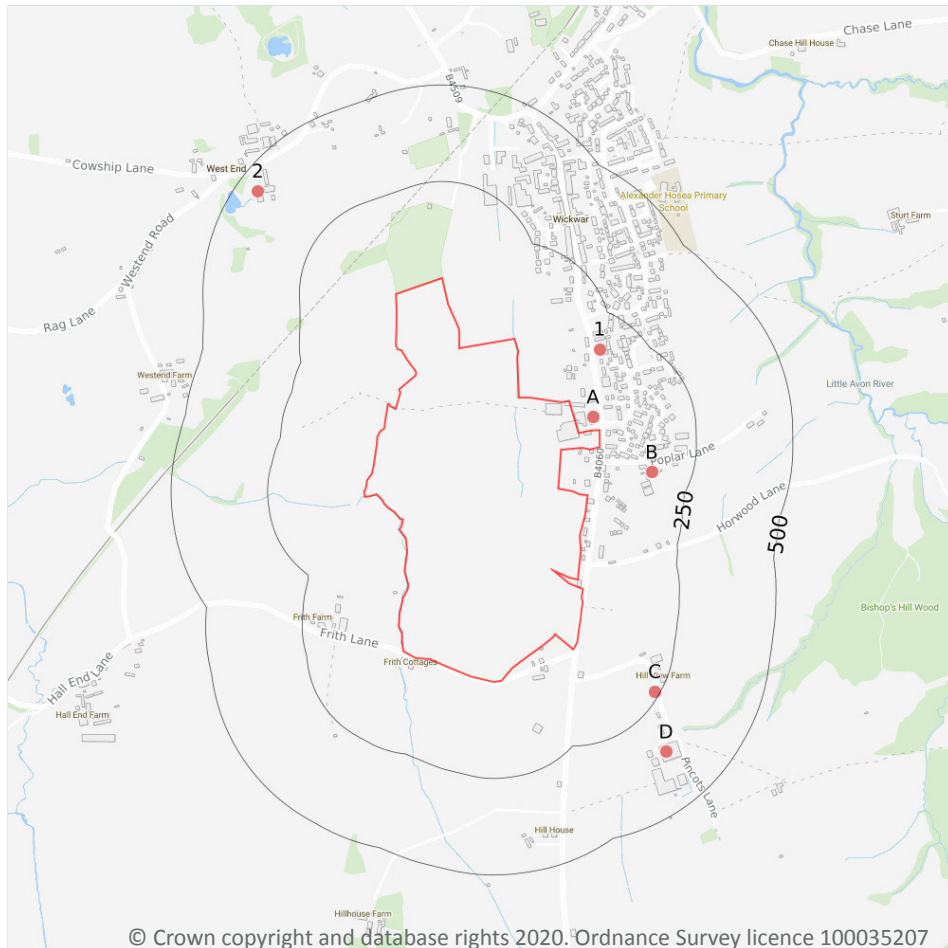 Chase Lane
Chase Hill House
B4509
Cowship Lane
West End
2
Alexander Hosea Primary
School
Wickwar
Sturt Farm
Westend Road
Rag Lane
1
Westend Farm
Little Avon River
A
B
Poplar Lane
B4060
Horwood Lane
250
500
Bishop's Hill Wood
Frith Farm
Frith Lane
Frith Cottages
Hall End Lane
C
Farm
Hall End Farm
D
Pincots Lane
Hill House
Hillhouse Farm
© Crown copyright and database rights 2020. Ordnance Survey licence 100035207